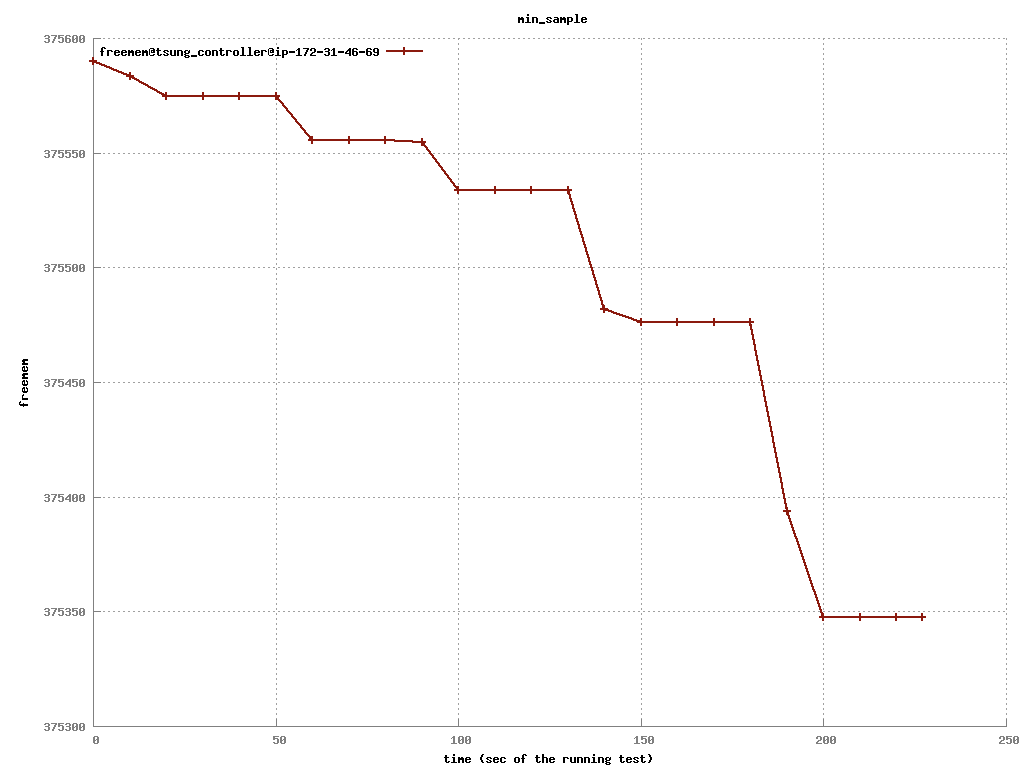 min_sample
375600
freemem@tsung_controller@ip-172-31-46-69
375550
375500
375450
freemem
375400
375350
375300
0 50 100 150 200 250
time (sec of the running test)